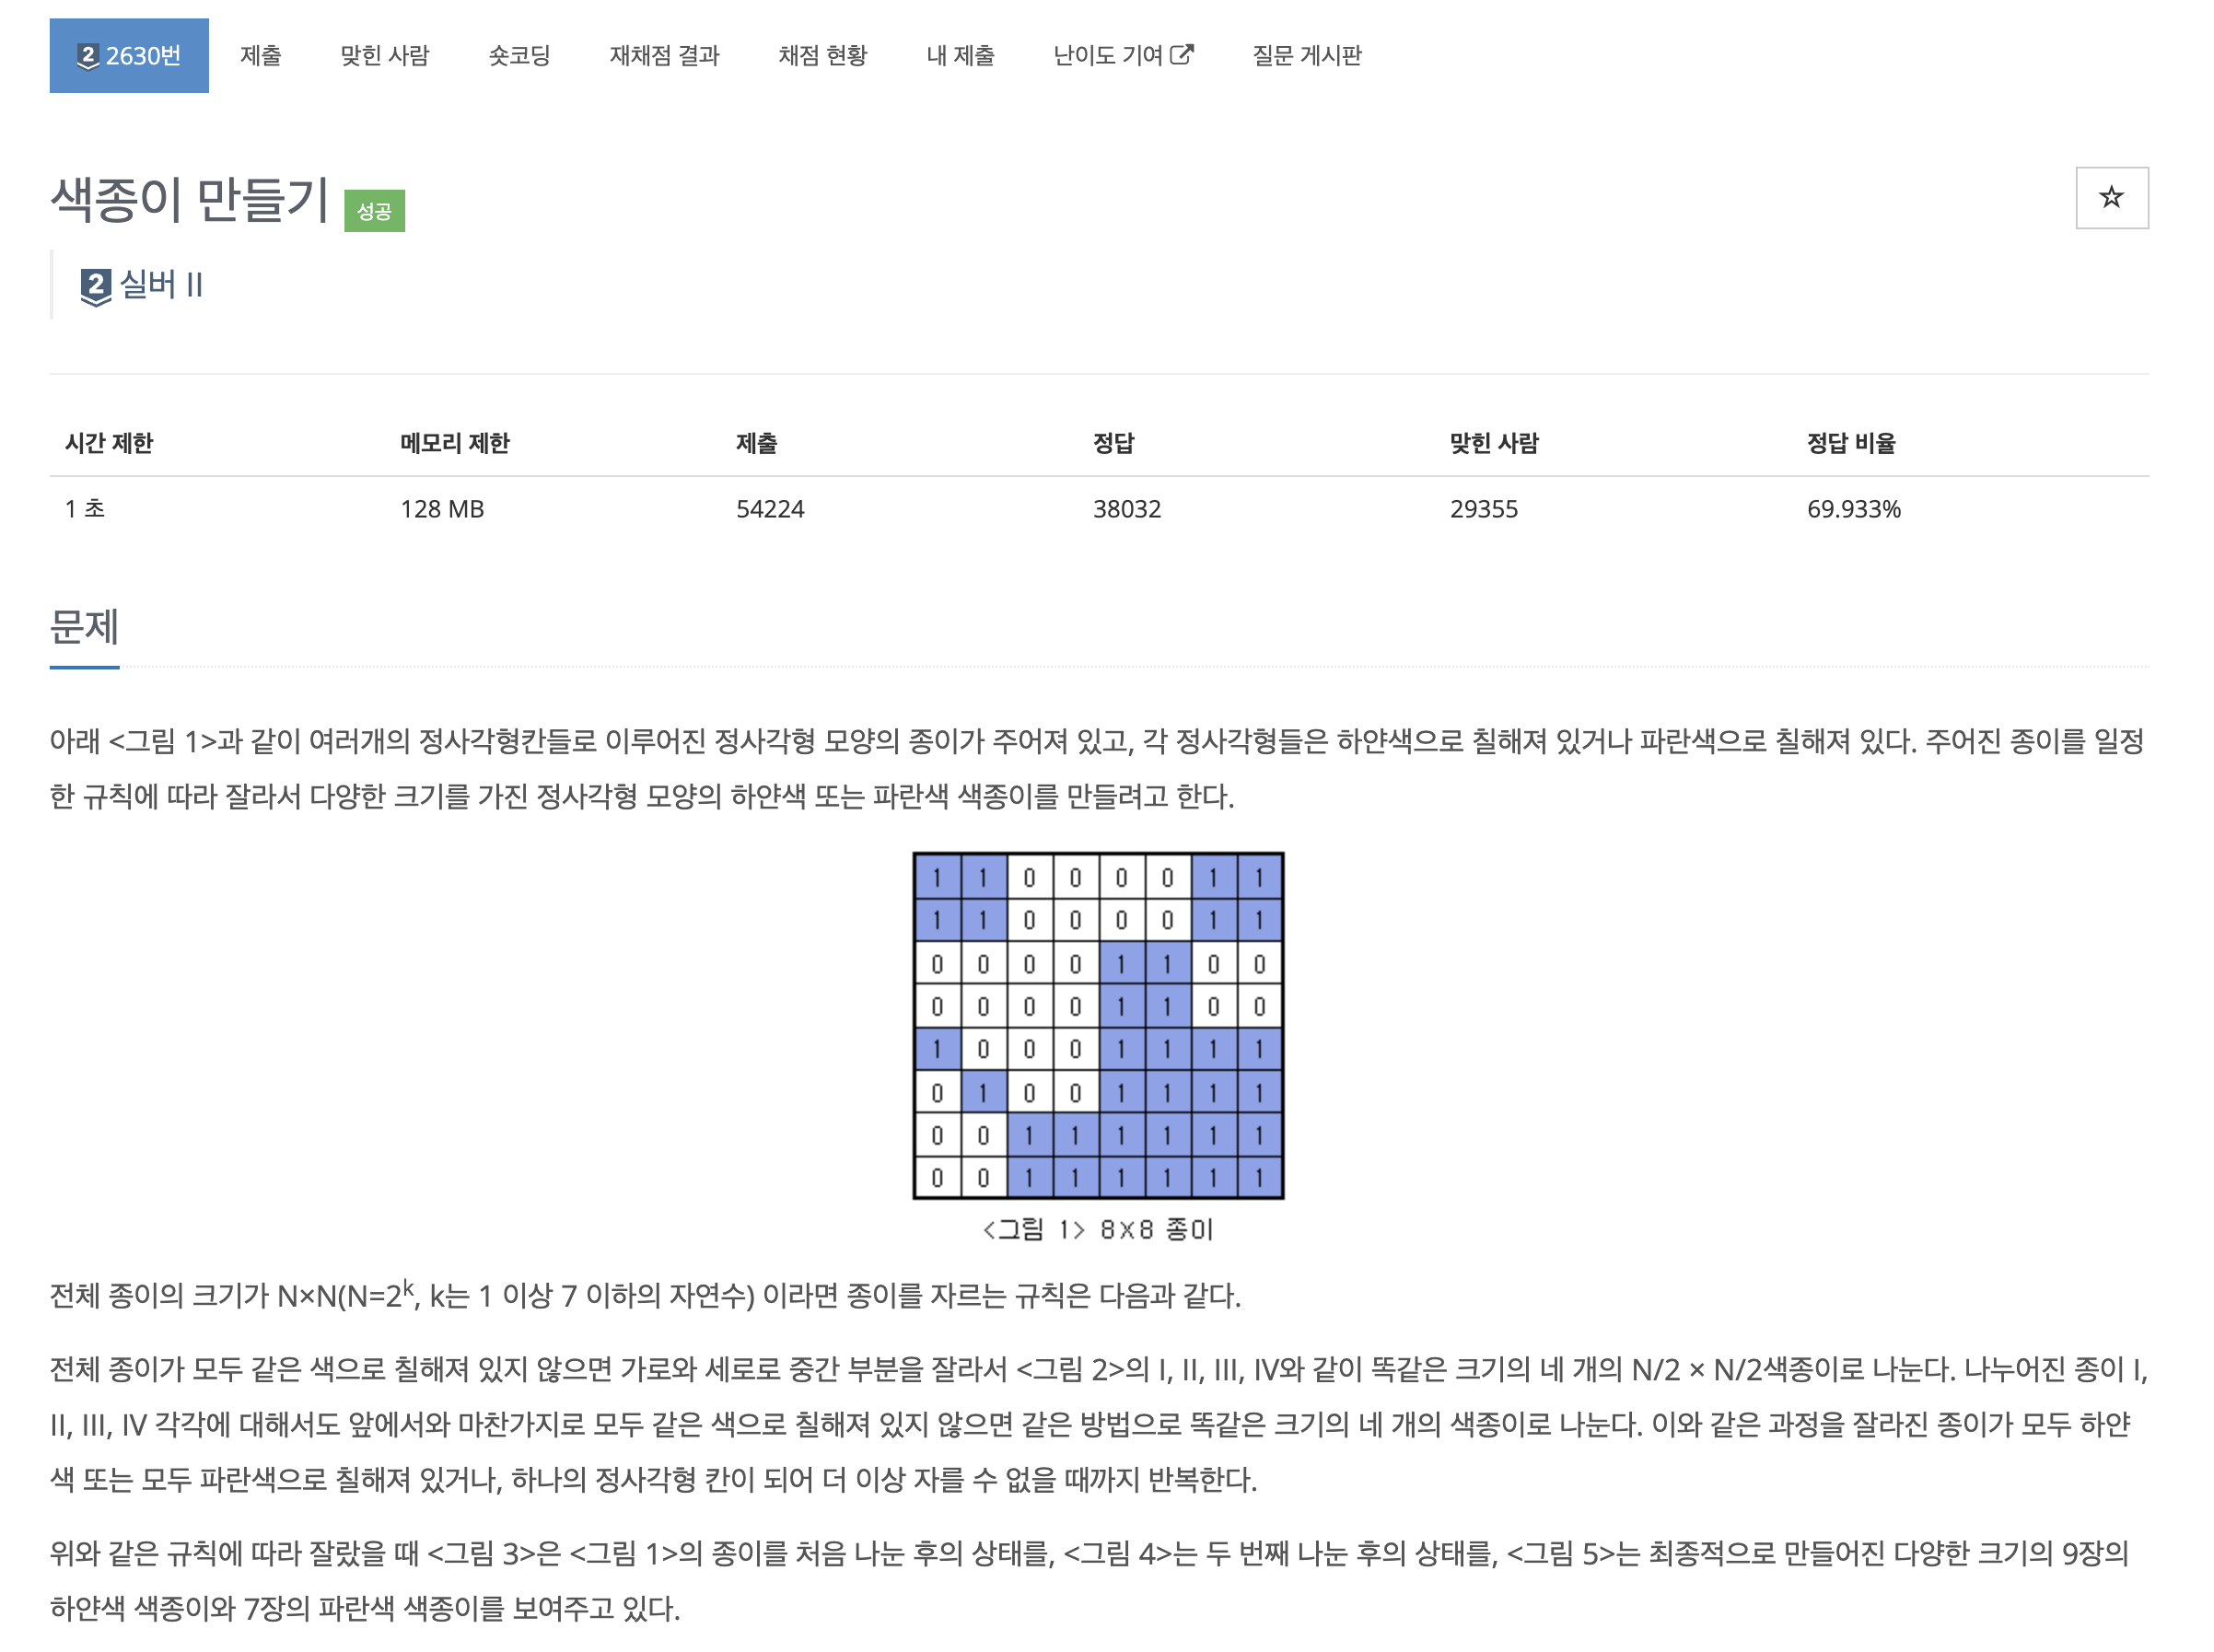 2 2630번 제출 맞힌 사람 숏코딩 재채점 결과 채점 현황 내 제출 난이도 기여 질문 게시판
색종이 만들기 성공
2 실버 II
시간 제한 메모리 제한 제출 정답 맞힌 사람 정답 비율
1 초 128 MB 54224 38032 29355 69.933%
문제
아래 <그림 1>과 같이 여러개의 정사각형칸들로 이루어진 정사각형 모양의 종이가 주어져 있고, 각 정사각형들은 하얀색으로 칠해져 있거나 파란색으로 칠해져 있다. 주어진 종이를 일정
한 규칙에 따라 잘라서 다양한 크기를 가진 정사각형 모양의 하얀색 또는 파란색 색종이를 만들려고 한다.
1 1 0 0 0 0 1 1
1 1 0 0 0 0 1 1
0 0 0 0 1 1 0 0
0 0 0 0 1 1 0 0
1 0 0 0 1 1 1 1
0 1 0 0 1 1 1 1
0 0 1 1 1 1 1 1
0 0 1 1 1 1 1 1
<그림 1> 8X8 종이
전체 종이의 크기가 N×N(N=2^k, k는 1 이상 7 이하의 자연수) 이라면 종이를 자르는 규칙은 다음과 같다.
전체 종이가 모두 같은 색으로 칠해져 있지 않으면 가로와 세로로 중간 부분을 잘라서 <그림 2>의 I, II, III, IV와 같이 똑같은 크기의 네 개의 N/2 × N/2색종이로 나눈다. 나누어진 종이 I,
II, III, IV 각각에 대해서도 앞에서와 마찬가지로 모두 같은 색으로 칠해져 있지 않으면 같은 방법으로 똑같은 크기의 네 개의 색종이로 나눈다. 이와 같은 과정을 잘라진 종이가 모두 하얀
색 또는 모두 파란색으로 칠해져 있거나, 하나의 정사각형 칸이 되어 더 이상 자를 수 없을 때까지 반복한다.
위와 같은 규칙에 따라 잘랐을 때 <그림 3>은 <그림 1>의 종이를 처음 나눈 후의 상태를, <그림 4>는 두 번째 나눈 후의 상태를, <그림 5>는 최종적으로 만들어진 다양한 크기의 9장의
하얀색 색종이와 7장의 파란색 색종이를 보여주고 있다.